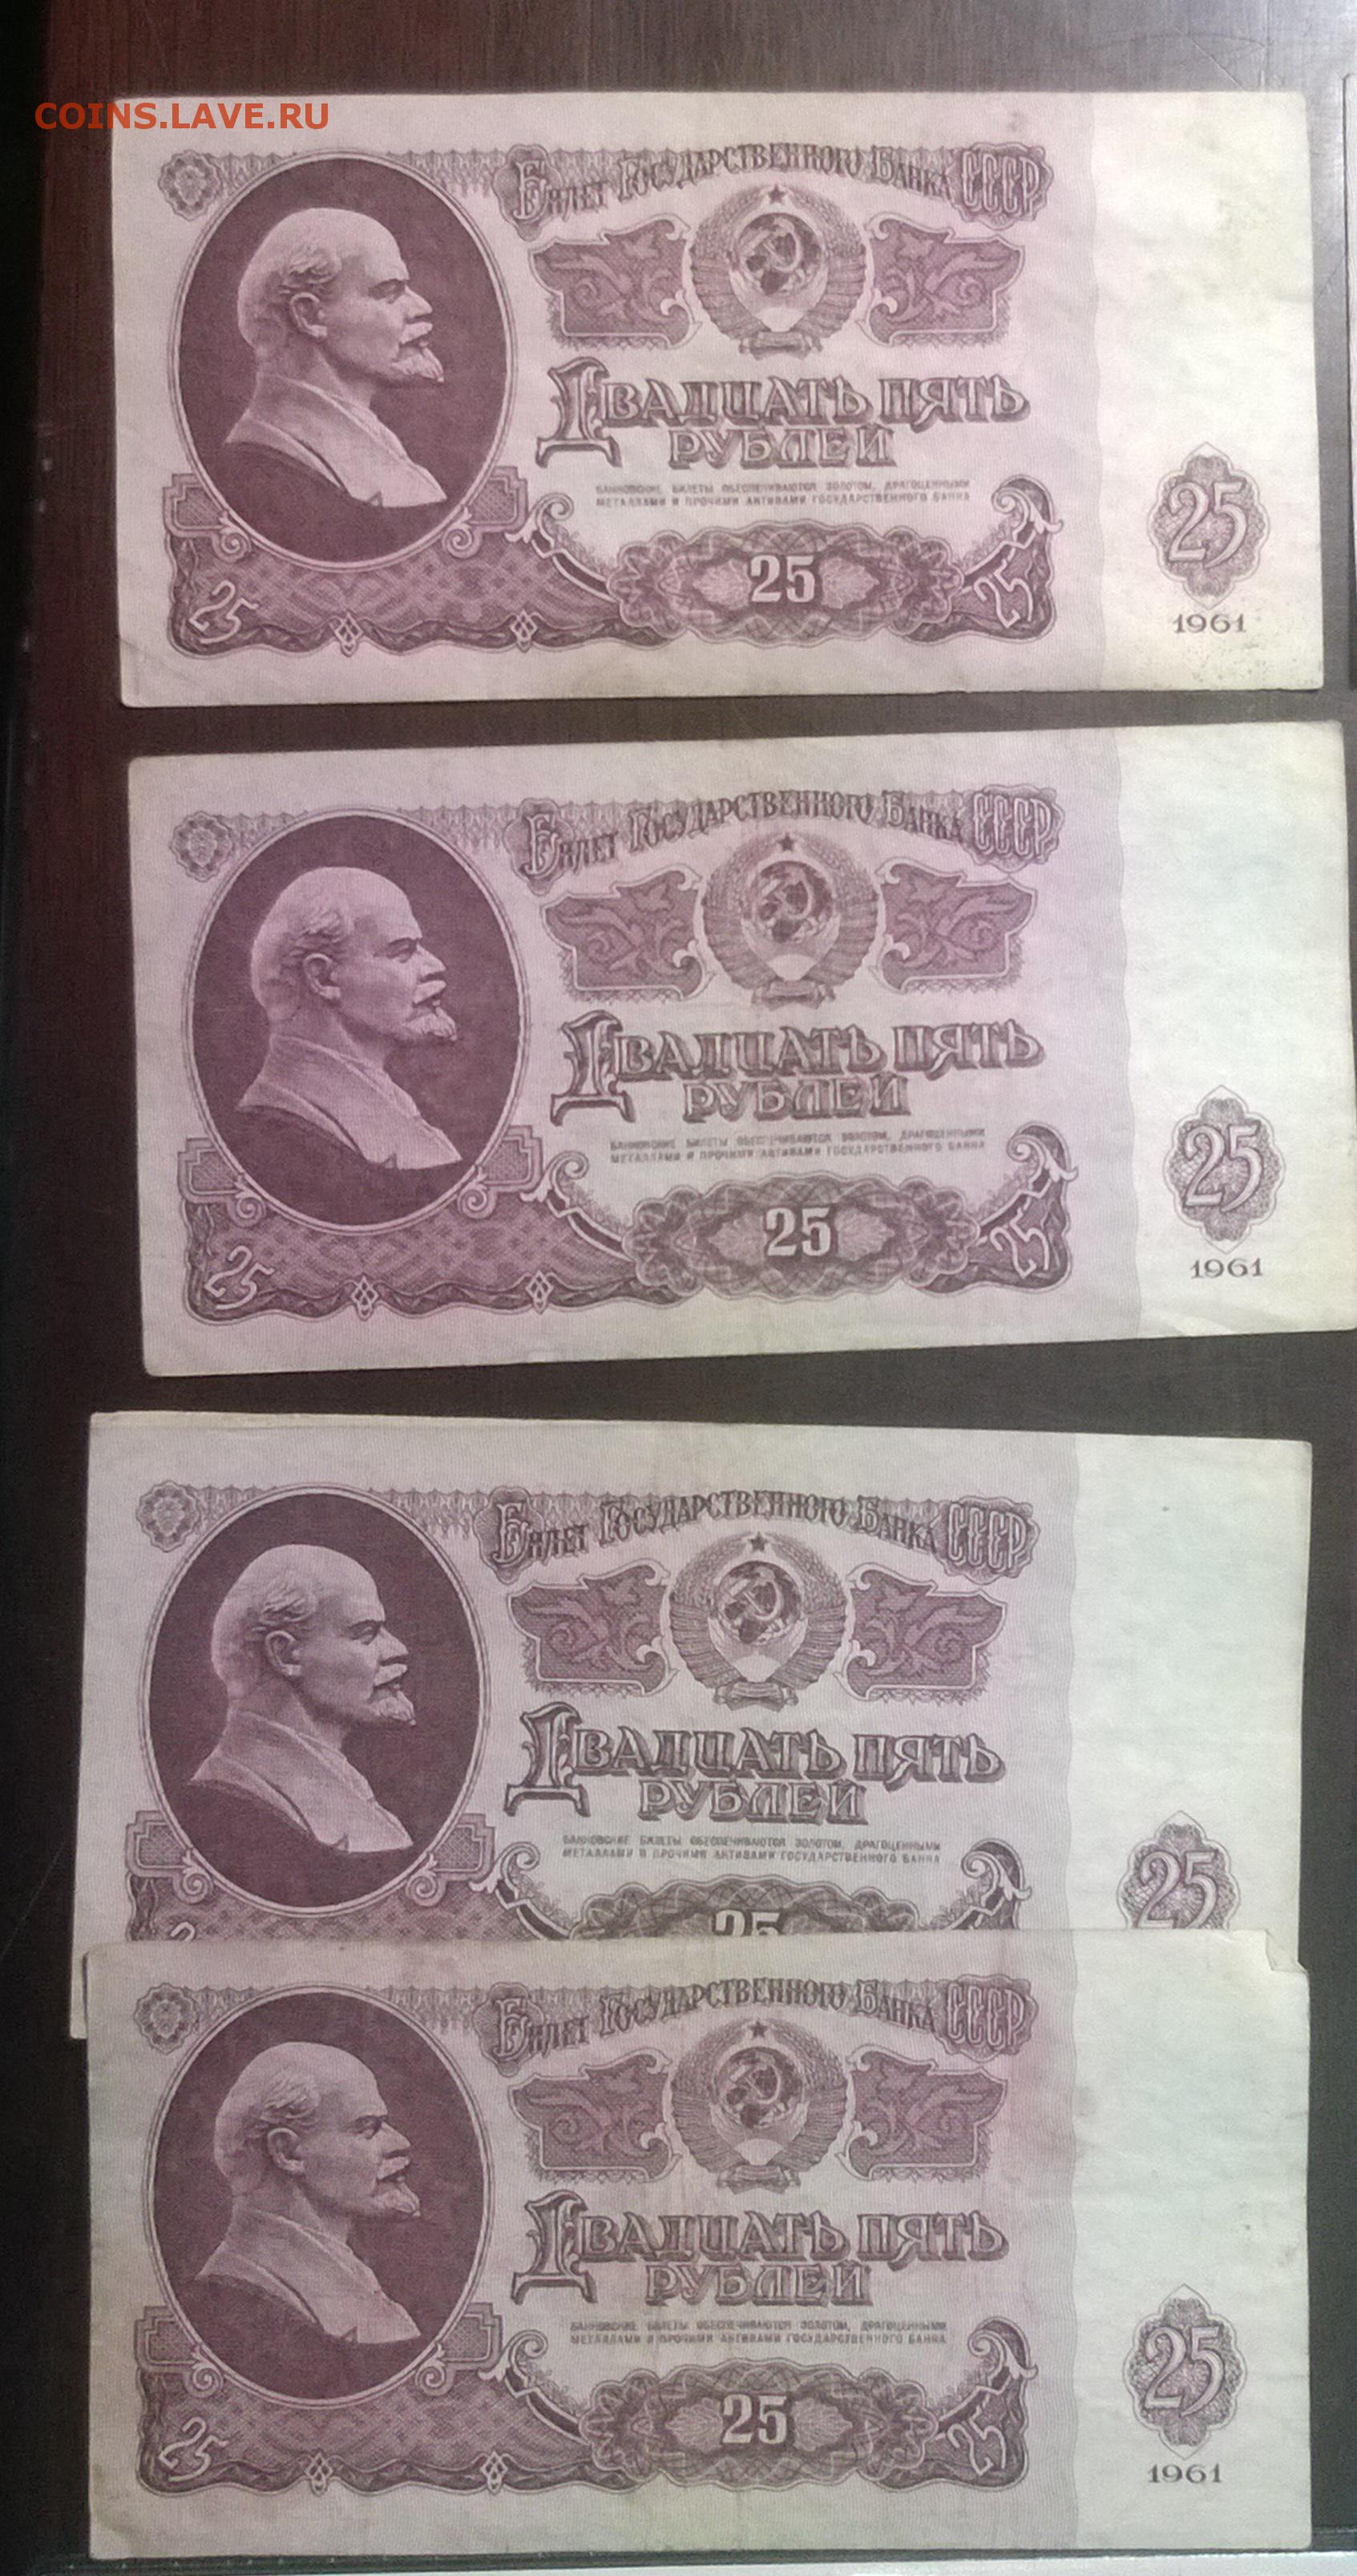 COINS.LAVE.RU
Билет Государственного Банка СССР
Двадцать пять
рублей
БАНКОВСКИЕ БИЛЕТЫ ОБЕСПЕЧИВАЮТСЯ ЗОЛОТОМ, ДРАГОЦЕННЫМИ
МЕТАЛЛАМИ И ПРОЧИМИ АКТИВАМИ ГОСУДАРСТВЕННОГО БАНКА
25
25
25
25
1961
Билет Государственного Банка СССР
Двадцать пять
рублей
БАНКОВСКИЕ БИЛЕТЫ ОБЕСПЕЧИВАЮТСЯ ЗОЛОТОМ, ДРАГОЦЕННЫМИ
МЕТАЛЛАМИ И ПРОЧИМИ АКТИВАМИ ГОСУДАРСТВЕННОГО БАНКА
25
25
25
25
1961
Билет Государственного Банка СССР
Двадцать пять
рублей
БАНКОВСКИЕ БИЛЕТЫ ОБЕСПЕЧИВАЮТСЯ ЗОЛОТОМ, ДРАГОЦЕННЫМИ
МЕТАЛЛАМИ И ПРОЧИМИ АКТИВАМИ ГОСУДАРСТВЕННОГО БАНКА
25
25
Билет Государственного Банка СССР
Двадцать пять
рублей
БАНКОВСКИЕ БИЛЕТЫ ОБЕСПЕЧИВАЮТСЯ ЗОЛОТОМ, ДРАГОЦЕННЫМИ
МЕТАЛЛАМИ И ПРОЧИМИ АКТИВАМИ ГОСУДАРСТВЕННОГО БАНКА
25
25
25
25
1961